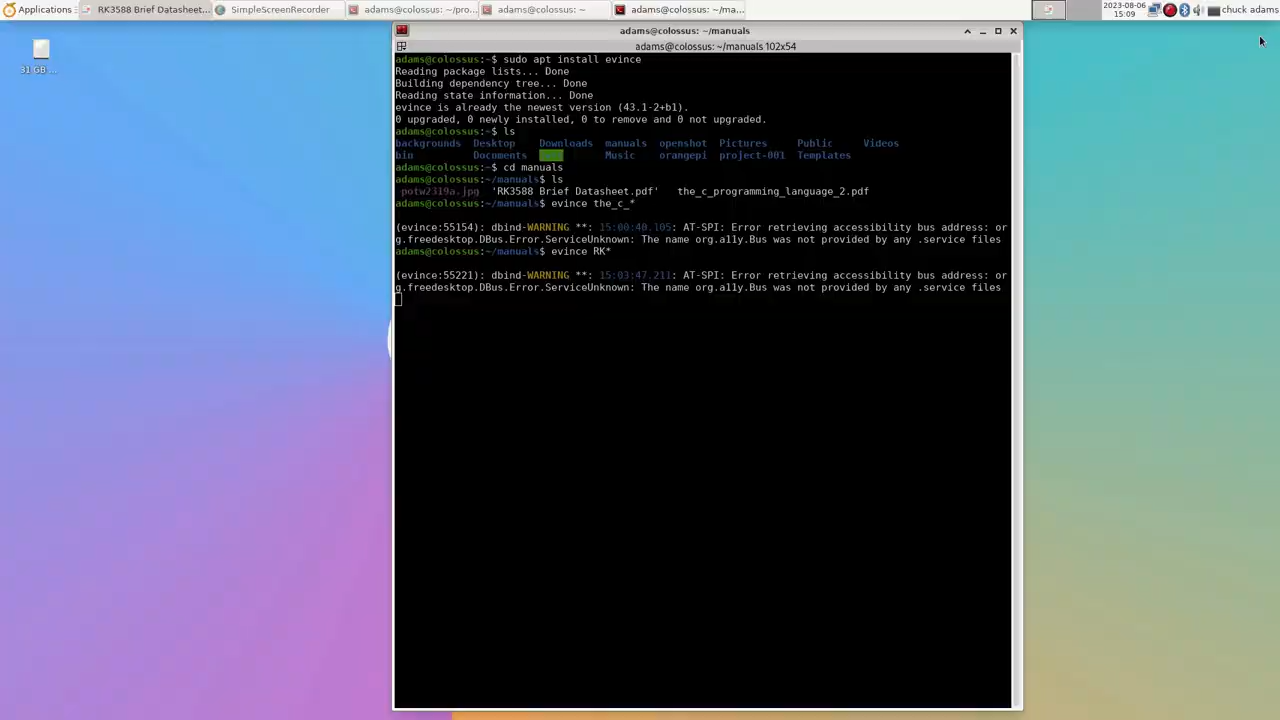 Applications
RK3588 Brief Datasheet...
SimpleScreenRecorder
adams@colossus: ~/pro...
adams@colossus: ~
adams@colossus: ~/ma...
2023-08-06
15:09
chuck adams
31 GB ...
adams@colossus: ~/manuals
adams@colossus: ~/manuals 102x54
adams@colossus:~$ sudo apt install evince
Reading package lists... Done
Building dependency tree... Done
Reading state information... Done
evince is already the newest version (43.1-2+b1).
0 upgraded, 0 newly installed, 0 to remove and 0 not upgraded.
adams@colossus:~$ ls
backgrounds Desktop Downloads manuals openshot Pictures Public Videos
bin Documents Music orangepi project-001 Templates
adams@colossus:~$ cd manuals
adams@colossus:~/manuals$ ls
potw2319a.jpg 'RK3588 Brief Datasheet.pdf' the_c_programming_language_2.pdf
adams@colossus:~/manuals$ evince the_c_*
(evince:55154): dbind-WARNING **: 15:00:40.105: AT-SPI: Error retrieving accessibility bus address: or
g.freedesktop.DBus.Error.ServiceUnknown: The name org.a11y.Bus was not provided by any .service files
adams@colossus:~/manuals$ evince RK*
(evince:55221): dbind-WARNING **: 15:03:47.211: AT-SPI: Error retrieving accessibility bus address: or
g.freedesktop.DBus.Error.ServiceUnknown: The name org.a11y.Bus was not provided by any .service files